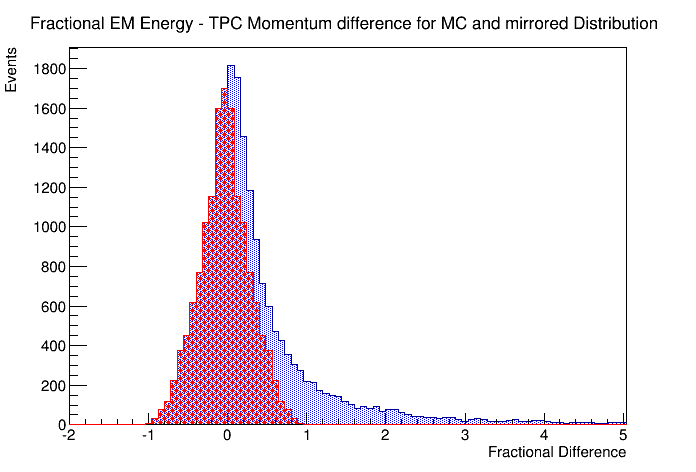 Fractional EM Energy - TPC Momentum difference for MC and mirrored Distribution
Events
1800
1600
1400
1200
1000
800
600
400
200
0
-2 -1 0 1 2 3 4 5
Fractional Difference